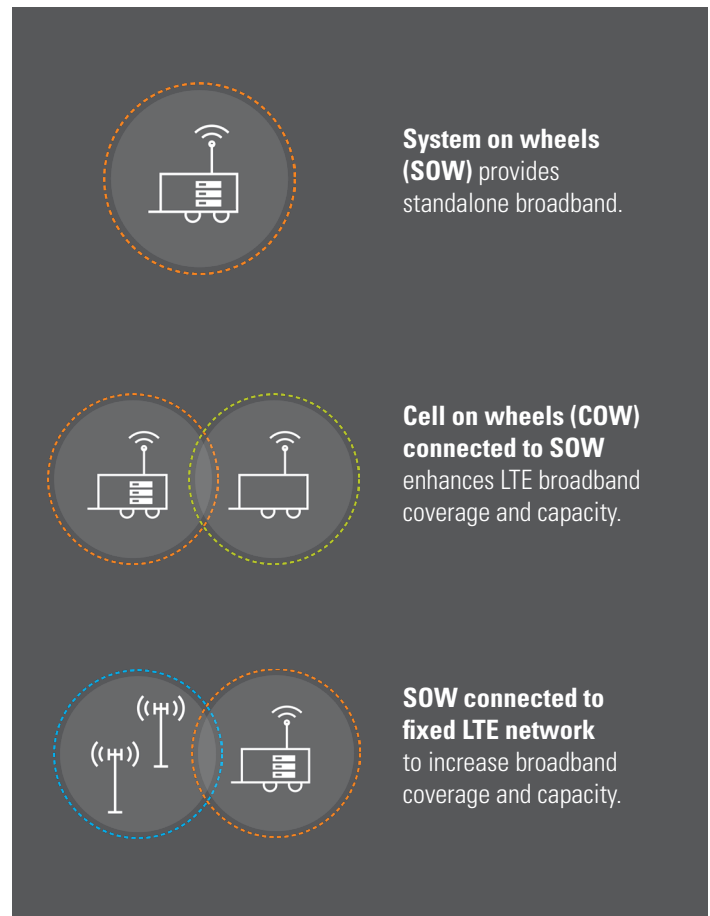 System on wheels
(SOW) provides
standalone broadband.
Cell on wheels (COW)
connected to SOW
enhances LTE broadband
coverage and capacity.
SOW connected to
fixed LTE network
to increase broadband
coverage and capacity.